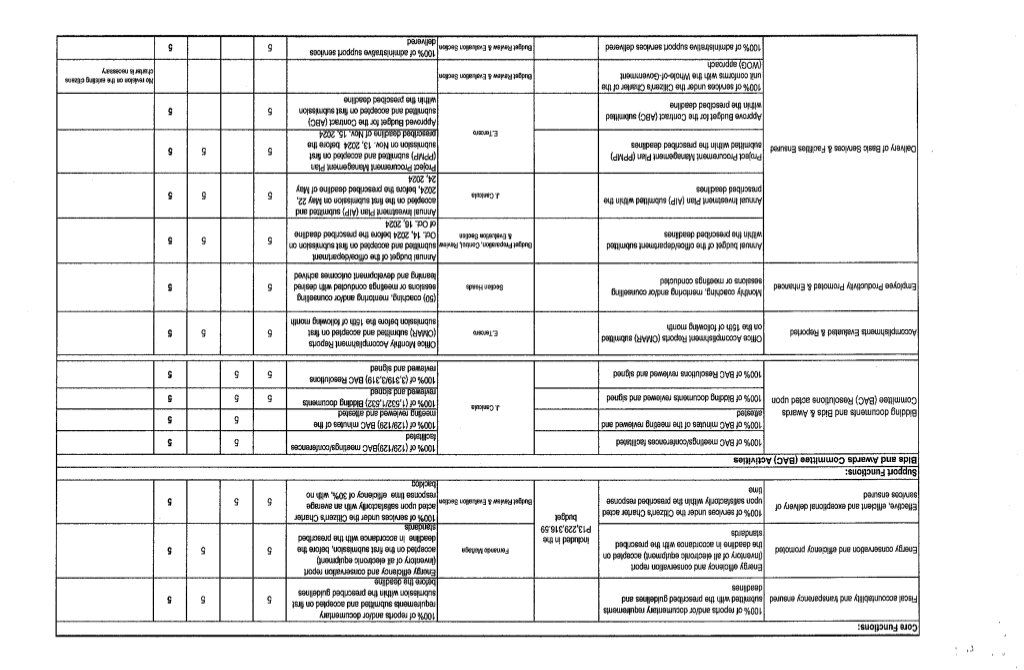 Core Functions:
Fiscal accountability and transparency ensured
100% of reports and/or documentary requirements
submitted with the prescribed guidelines and
deadlines
included in the
P13,229,316.59
budget
100% of reports and/or documentary
requirements submitted and accepted on first
submission within the prescribed guidelines
before the deadline
5 5 5
Energy conservation and efficiency promoted
Energy efficiency and conservation report
(inventory of all electronic equipment) accepted on
the deadline in accordance with the prescribed
standards
Fernando Mañaga
Energy efficiency and conservation report
(inventory of all electronic equipment)
accepted on the first submission, before the
deadline in accordance with the prescribed
standards
5 5 5
Effective, efficient and exceptional delivery of
services ensured
100% of services under the Citizen's Charter acted
upon satisfactorily within the prescribed response
time
Budget Review & Evaluation Section
100% of services under the Citizen's Charter
acted upon satisfactorily with an average
response time efficiency of 30%, with no
backlog
5 5 5
Support Functions:
Bids and Awards Committee (BAC) Activities
Bidding documents and Bids & Awards
Committee (BAC) Resolutions acted upon
100% of BAC meetings/conferences facilitated
J. Canicula
100% of (129/129)BAC meetings/conferences
facilitated
5 5
100% of BAC minutes of the meeting reviewed and
attested
100% of (129/129) BAC minutes of the
meeting reviewed and attested
5 5
100% of Bidding documents reviewed and signed
100% of (1,532/1,532) Bidding documents
reviewed and signed
5 5 5
100% of BAC Resolutions reviewed and signed
100% of (3,319/3,319) BAC Resolutions
reviewed and signed
5 5 5
Accomplishments Evaluated & Reported
Office Accomplishment Reports (OMAR) submitted
on the 15th of following month
E.Tercero
Office Monthly Accomplishment Reports
(OMAR) submitted and accepted on first
submission before the 15th of following month
5 5 5
Employee Productivity Promoted & Enhanced
Monthly coaching, mentoring and/or counselling
sessions or meetings conducted
Section Heads
(50) coaching, mentoring and/or counselling
sessions or meetings conducted with desired
learning and development outcomes achived
5 5
Delivery of Basic Services & Facilities Ensured
Annual budget of the office/department submitted
within the prescribed deadlines
Budget Preparation, Control, Review
& Evaluation Section
Annual budget of the office/department
submitted and accepted on first submission on
Oct. 14, 2024 before the prescribed deadline
of Oct. 16, 2024
5 5 5
Annual Investment Plan (AIP) submitted within the
prescribed deadlines
J. Canicula
Annual Investment Plan (AIP) submitted and
accepted on the first submission on May 22,
2024, before the prescribed deadline of May
24, 2024
5 5 5
Project Procurement Management Plan (PPMP)
submitted within the prescribed deadlines
E.Tercero
Project Procurement Management Plan
(PPMP) submitted and accepted on first
submission on Nov. 13, 2024 before the
prescribed deadline of Nov. 15, 2024
5 5 5
Approve Budget for the Contract (ABC) submitted
within the prescribed deadline
Approved Budget for the Contract (ABC)
submitted and accepted on first submission
within the prescribed deadline
5 5
100% of services under the Citizen's Charter of the
unit conforms with the Whole-of-Government
(WOG) approach
Budget Review & Evaluation Section
No revision on the existing citizens
charter is necessary
100% of administrative support services delivered
Budget Review & Evaluation Section
100% of administrative support services
delivered
5 5